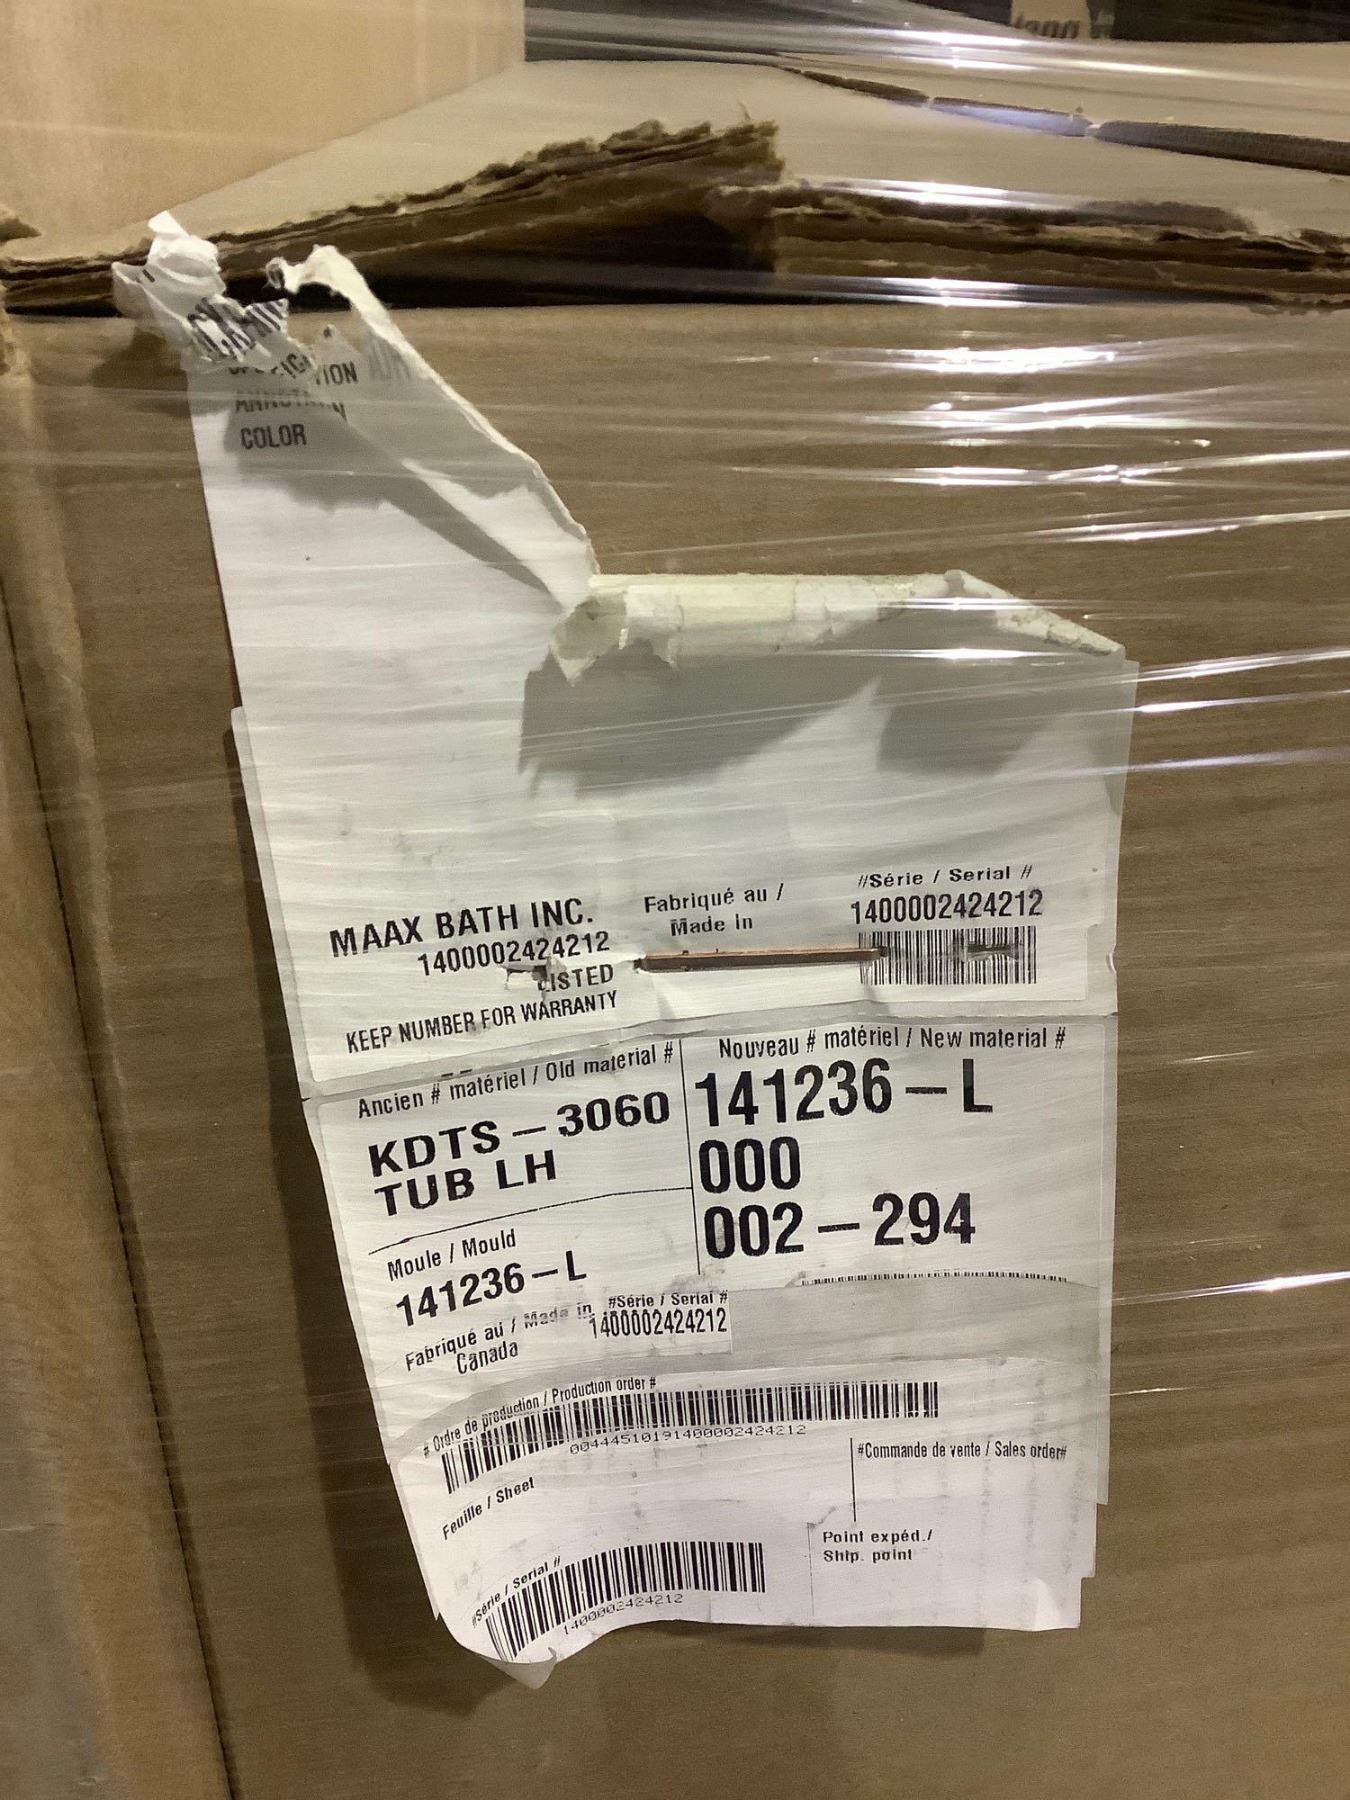 COLOR
MAAX BATH INC.
1400002424212
LISTED
KEEP NUMBER FOR WARRANTY
Fabriqué au /
Made in
#Série / Serial #
1400002424212
Ancien # matériel / Old material #
KDTS-3060
TUB LH
Nouveau # matériel / New material #
141236-L
000
002-294
Moule / Mould
141236-L
Fabriqué au / Made in
Canada
#Série / Serial #
1400002424212
# Ordre de production / Production order #
00444510191400002424212
#Commande de vente / Sales order#
Feuille / Sheet
Point expéd./
Ship. point
#Série / Serial #
1400002424212